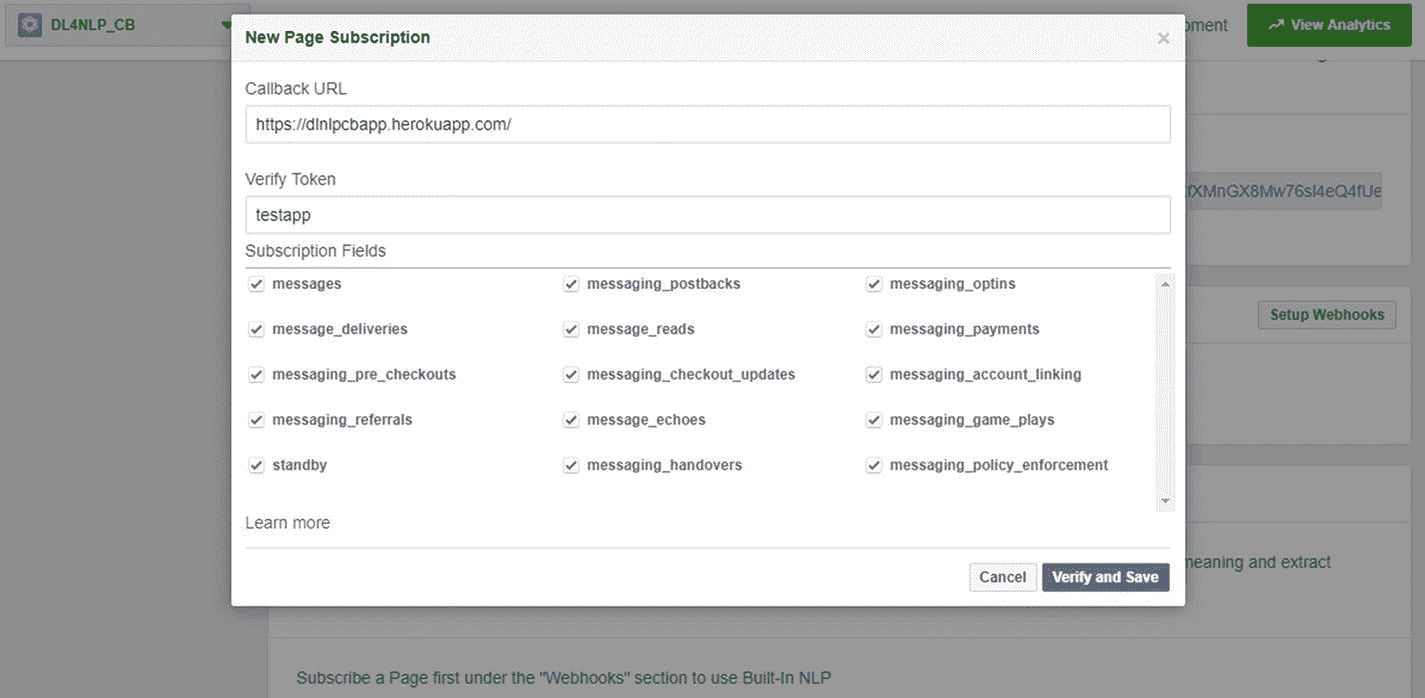 DL4NLP_CB
View Analytics
New Page Subscription
Callback URL
https://dlnlpcbapp.herokuapp.com/
Verify Token
testapp
Subscription Fields
messages messaging_postbacks messaging_optins
message_deliveries message_reads messaging_payments
messaging_pre_checkouts messaging_checkout_updates messaging_account_linking
messaging_referrals message_echoes messaging_game_plays
standby messaging_handovers messaging_policy_enforcement
Setup Webhooks
Learn more
Cancel Verify and Save
meaning and extract
Subscribe a Page first under the "Webhooks" section to use Built-In NLP